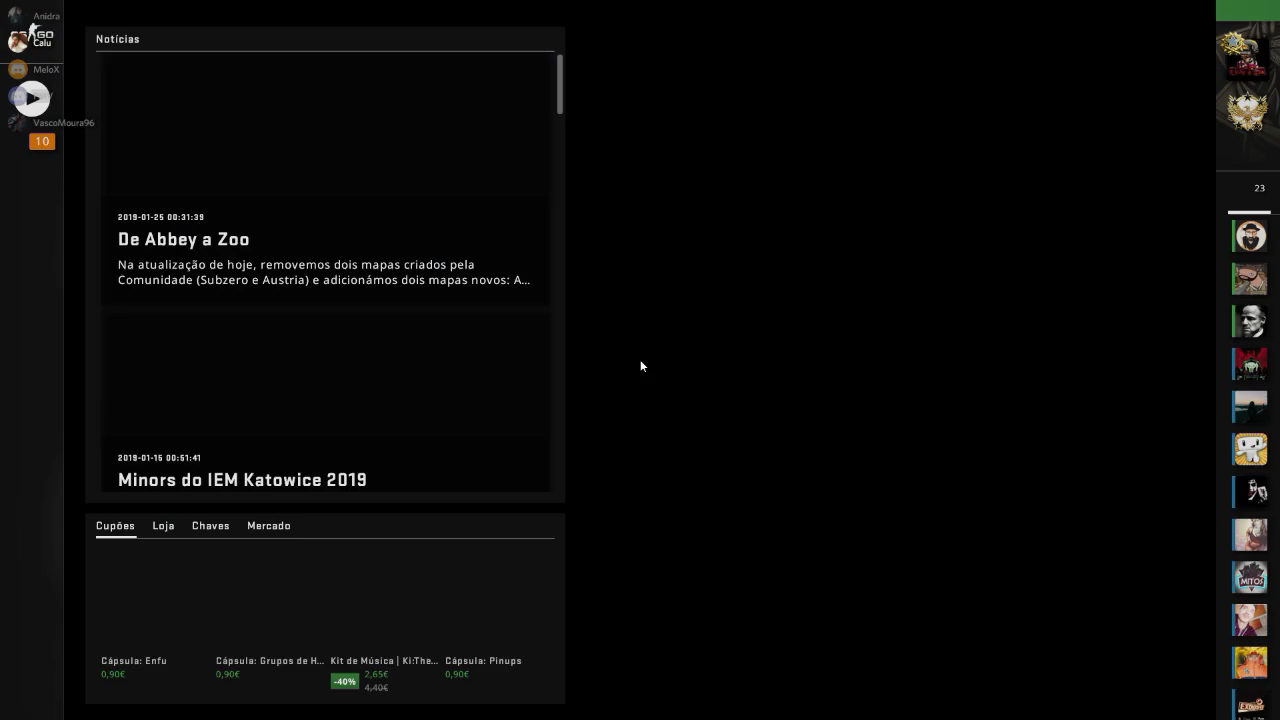 Anidra
CS GO
Calu
MeloX
VascoMoura96
10
Notícias
2019-01-25 00:31:39
De Abbey a Zoo
Na atualização de hoje, removemos dois mapas criados pela
Comunidade (Subzero e Austria) e adicionámos dois mapas novos: A...
2019-01-15 00:51:41
Minors do IEM Katowice 2019
Cupões Loja Chaves Mercado
Cápsula: Enfu
0,90€
Cápsula: Grupos de H...
0,90€
Kit de Música | Ki:The...
-40%
2,65€
4,40€
Cápsula: Pinups
0,90€
23
MITOS